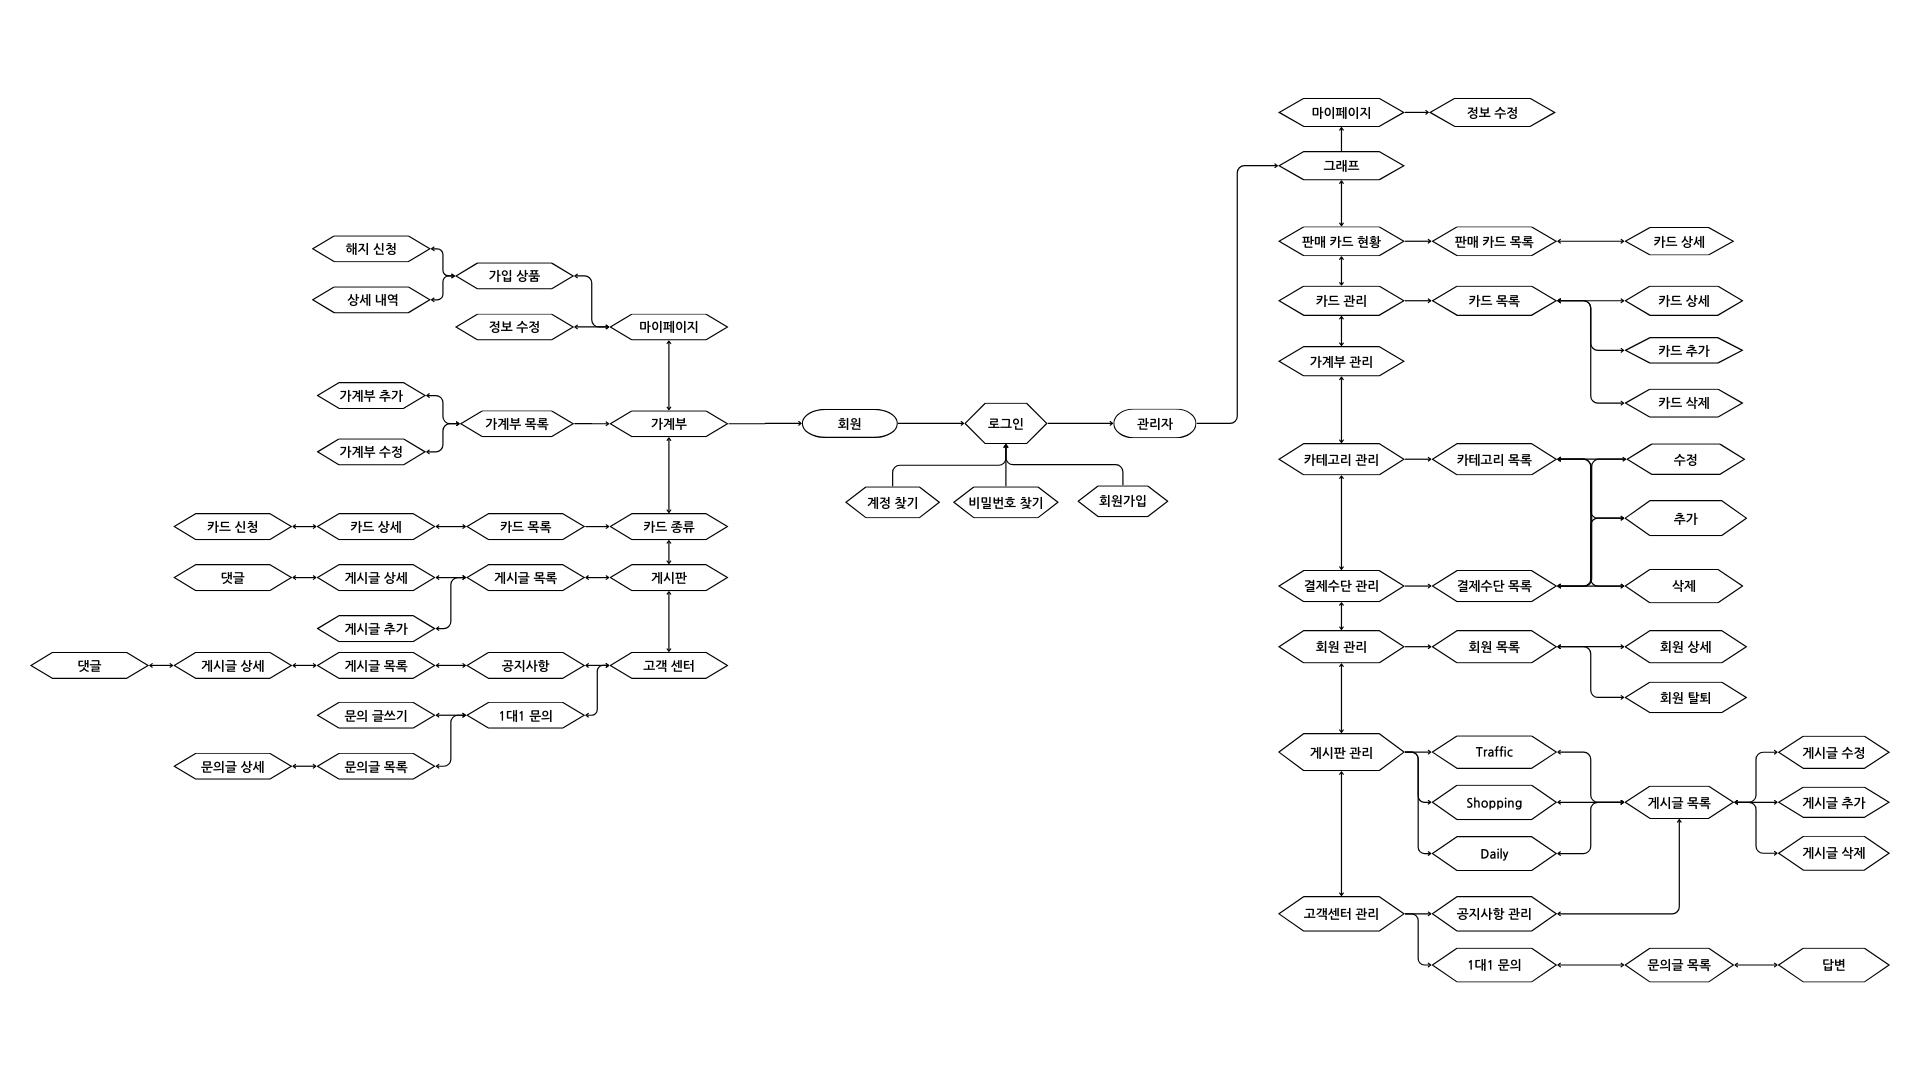 마이페이지
정보 수정
그래프
판매 카드 현황
판매 카드 목록
카드 상세
해지 신청
가입 상품
상세 내역
카드 관리
카드 목록
카드 상세
정보 수정
마이페이지
카드 추가
가계부 관리
가계부 추가
카드 삭제
가계부 목록
가계부
회원
로그인
관리자
가계부 수정
카테고리 관리
카테고리 목록
수정
계정 찾기
비밀번호 찾기
회원가입
추가
카드 신청
카드 상세
카드 목록
카드 종류
댓글
게시글 상세
게시글 목록
게시판
결제수단 관리
결제수단 목록
삭제
게시글 추가
회원 관리
회원 목록
회원 상세
댓글
게시글 상세
게시글 목록
공지사항
고객 센터
회원 탈퇴
문의 글쓰기
1대1 문의
게시판 관리
Traffic
게시글 수정
문의글 상세
문의글 목록
Shopping
게시글 목록
게시글 추가
Daily
게시글 삭제
고객센터 관리
공지사항 관리
1대1 문의
문의글 목록
답변